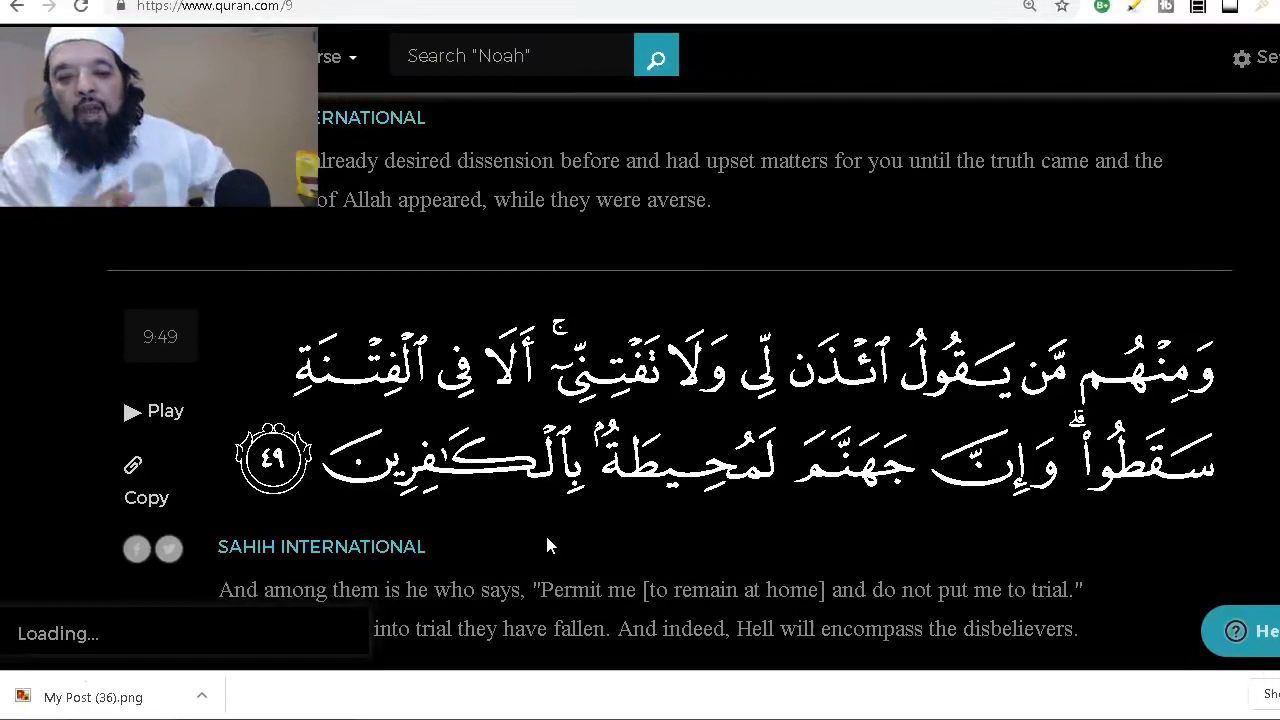 https://www.quran.com/9
rse
Search "Noah"
ERNATIONAL
already desired dissension before and had upset matters for you until the truth came and the
of Allah appeared, while they were averse.
9:49
وَمِنْهُم مَّن يَقُولُ ٱئْذَن لِّى وَلَا تَفْتِنِّىٓ ۚ أَلَا فِى ٱلْفِتْنَةِ
سَقَطُوا۟ ۗ وَإِنَّ جَهَنَّمَ لَمُحِيطَةٌۢ بِٱلْكَـٰفِرِينَ ٤٩
Play
Copy
SAHIH INTERNATIONAL
And among them is he who says, "Permit me [to remain at home] and do not put me to trial."
into trial they have fallen. And indeed, Hell will encompass the disbelievers.
Loading...
He
My Post (36).png